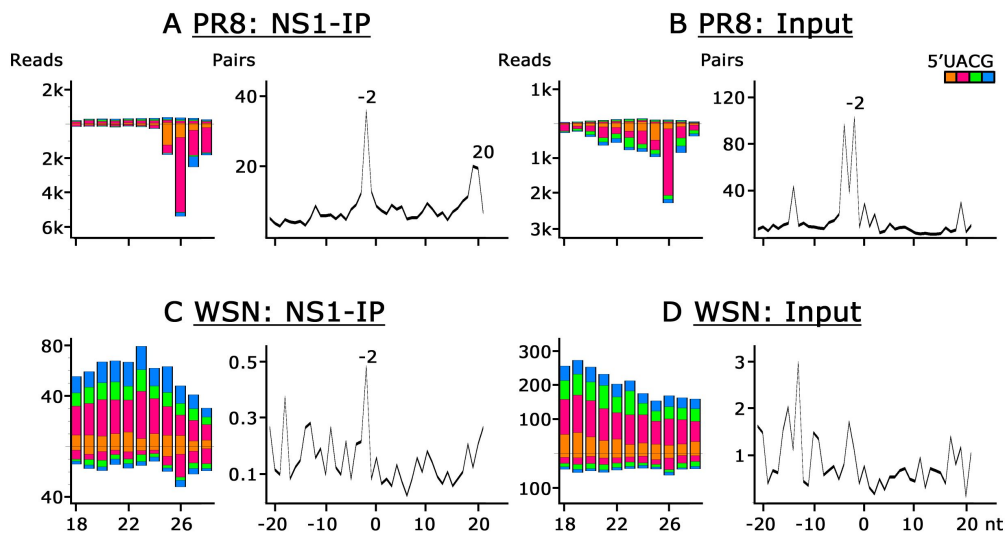 A PR8: NS1-IP
B PR8: Input
Reads
Pairs
Reads
Pairs
5'UACG
2k
2k
4k
6k
40
20
-2
20
1k
1k
2k
3k
120
80
40
-2
C WSN: NS1-IP
D WSN: Input
80
40
40
18 22 26
0.5
0.3
0.1
-2
-20 -10 0 10 20
300
200
100
100
18 22 26
3
2
1
-20 -10 0 10 20 nt